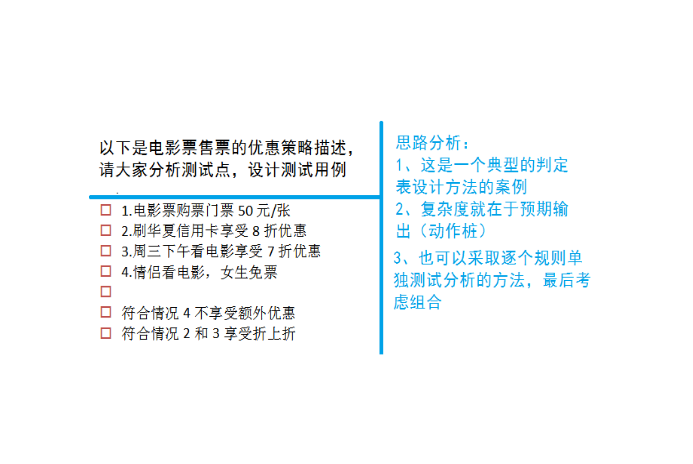 以下是电影票售票的优惠策略描述，
请大家分析测试点，设计测试用例
1.电影票购票门票 50 元/张
2.刷华夏信用卡享受 8 折优惠
3.周三下午看电影享受 7 折优惠
4.情侣看电影，女生免票
符合情况 4 不享受额外优惠
符合情况 2 和 3 享受折上折
思路分析：
1、这是一个典型的判定
表设计方法的案例
2、复杂度就在于预期输
出（动作桩）
3、也可以采取逐个规则单
独测试分析的方法，最后考
虑组合